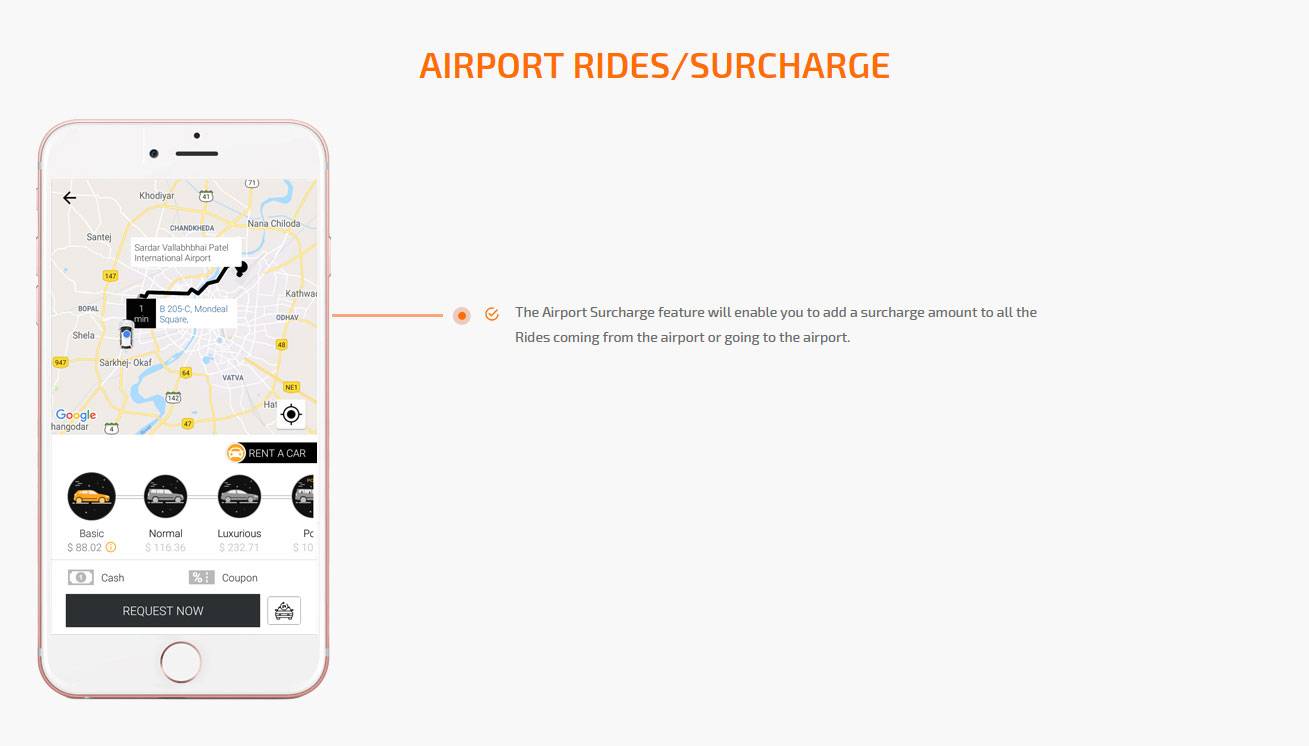 AIRPORT RIDES/SURCHARGE
71
Khodiyar
41
Nana Chiloda
CHANDKHEDA
Santej
Sardar Vallabhbhai Patel
International Airport
147
Kathwa
1
min
B 205-C, Mondeal
Square,
BOPAL
ODHAV
Shela
48
947
Sarkhej- Okaf
64
VATVA
NE1
142
Hat
Google
hangodar
4
47
RENT A CAR
Basic
Normal
Luxurious
Po
$ 88.02
$ 116.36
$ 232.71
$ 10
Cash
% Coupon
REQUEST NOW
The Airport Surcharge feature will enable you to add a surcharge amount to all the
Rides coming from the airport or going to the airport.